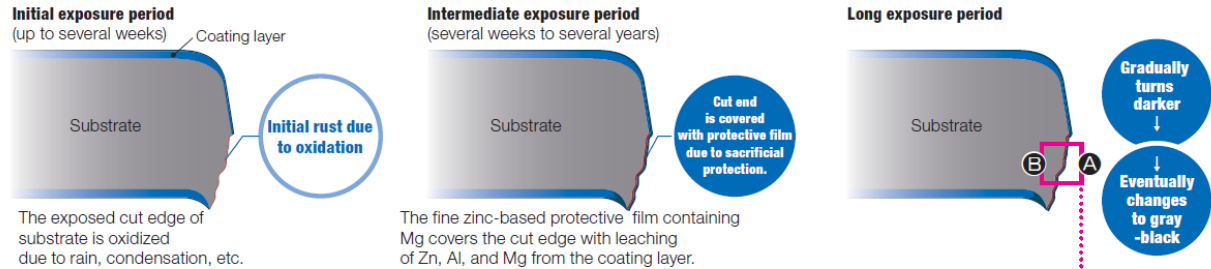 Initial exposure period
(up to several weeks)
Coating layer
Substrate
Initial rust due
to oxidation
The exposed cut edge of
substrate is oxidized
due to rain, condensation, etc.
Intermediate exposure period
(several weeks to several years)
Substrate
Cut end
is covered
with protective film
due to sacrificial
protection.
The fine zinc-based protective film containing
Mg covers the cut edge with leaching
of Zn, Al, and Mg from the coating layer.
Long exposure period
Substrate
B
A
Gradually
turns
darker
↓
↓
Eventually
changes
to gray
-black